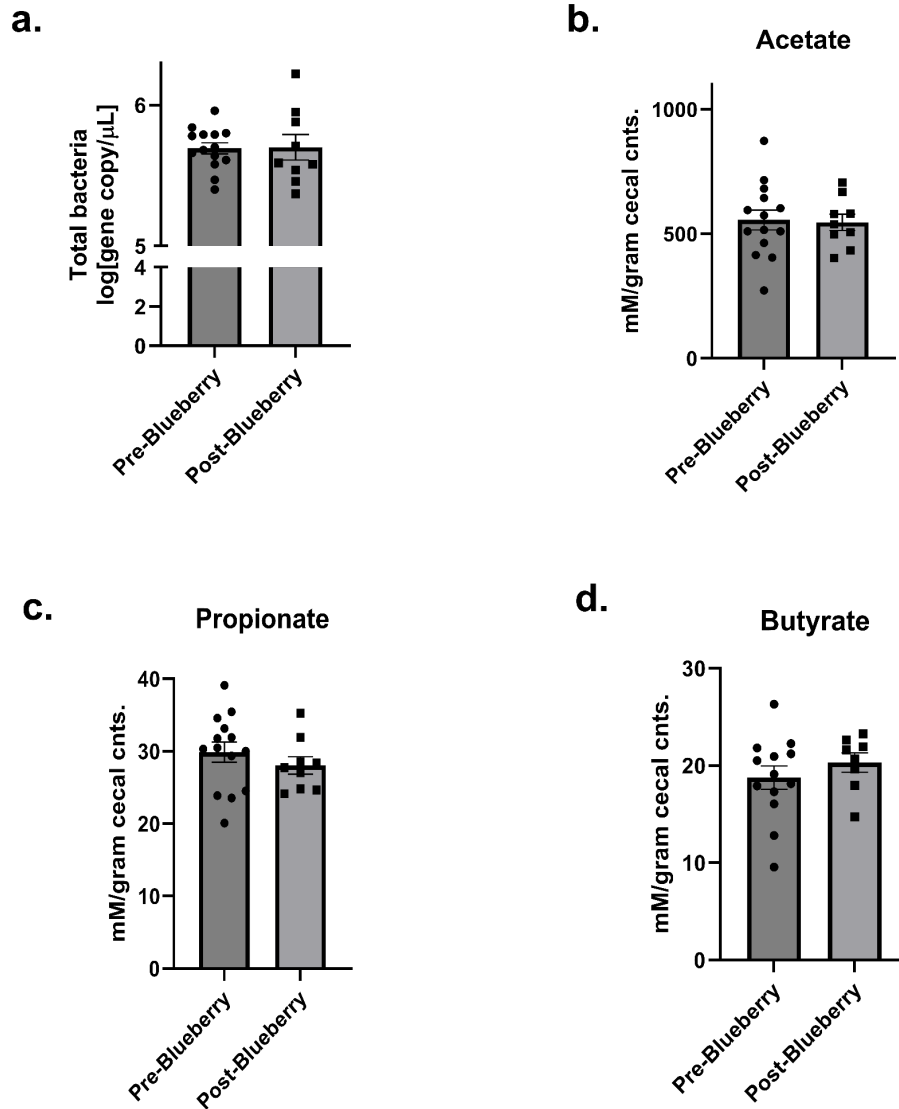 a.
Total bacteria
log[gene copy/μL]
6
5
4
2
0
Pre-Blueberry
Post-Blueberry
b.
Acetate
mM/gram cecal cnts.
1000
500
0
Pre-Blueberry
Post-Blueberry
c.
Propionate
mM/gram cecal cnts.
40
30
20
10
0
Pre-Blueberry
Post-Blueberry
d.
Butyrate
mM/gram cecal cnts.
30
20
10
0
Pre-Blueberry
Post-Blueberry